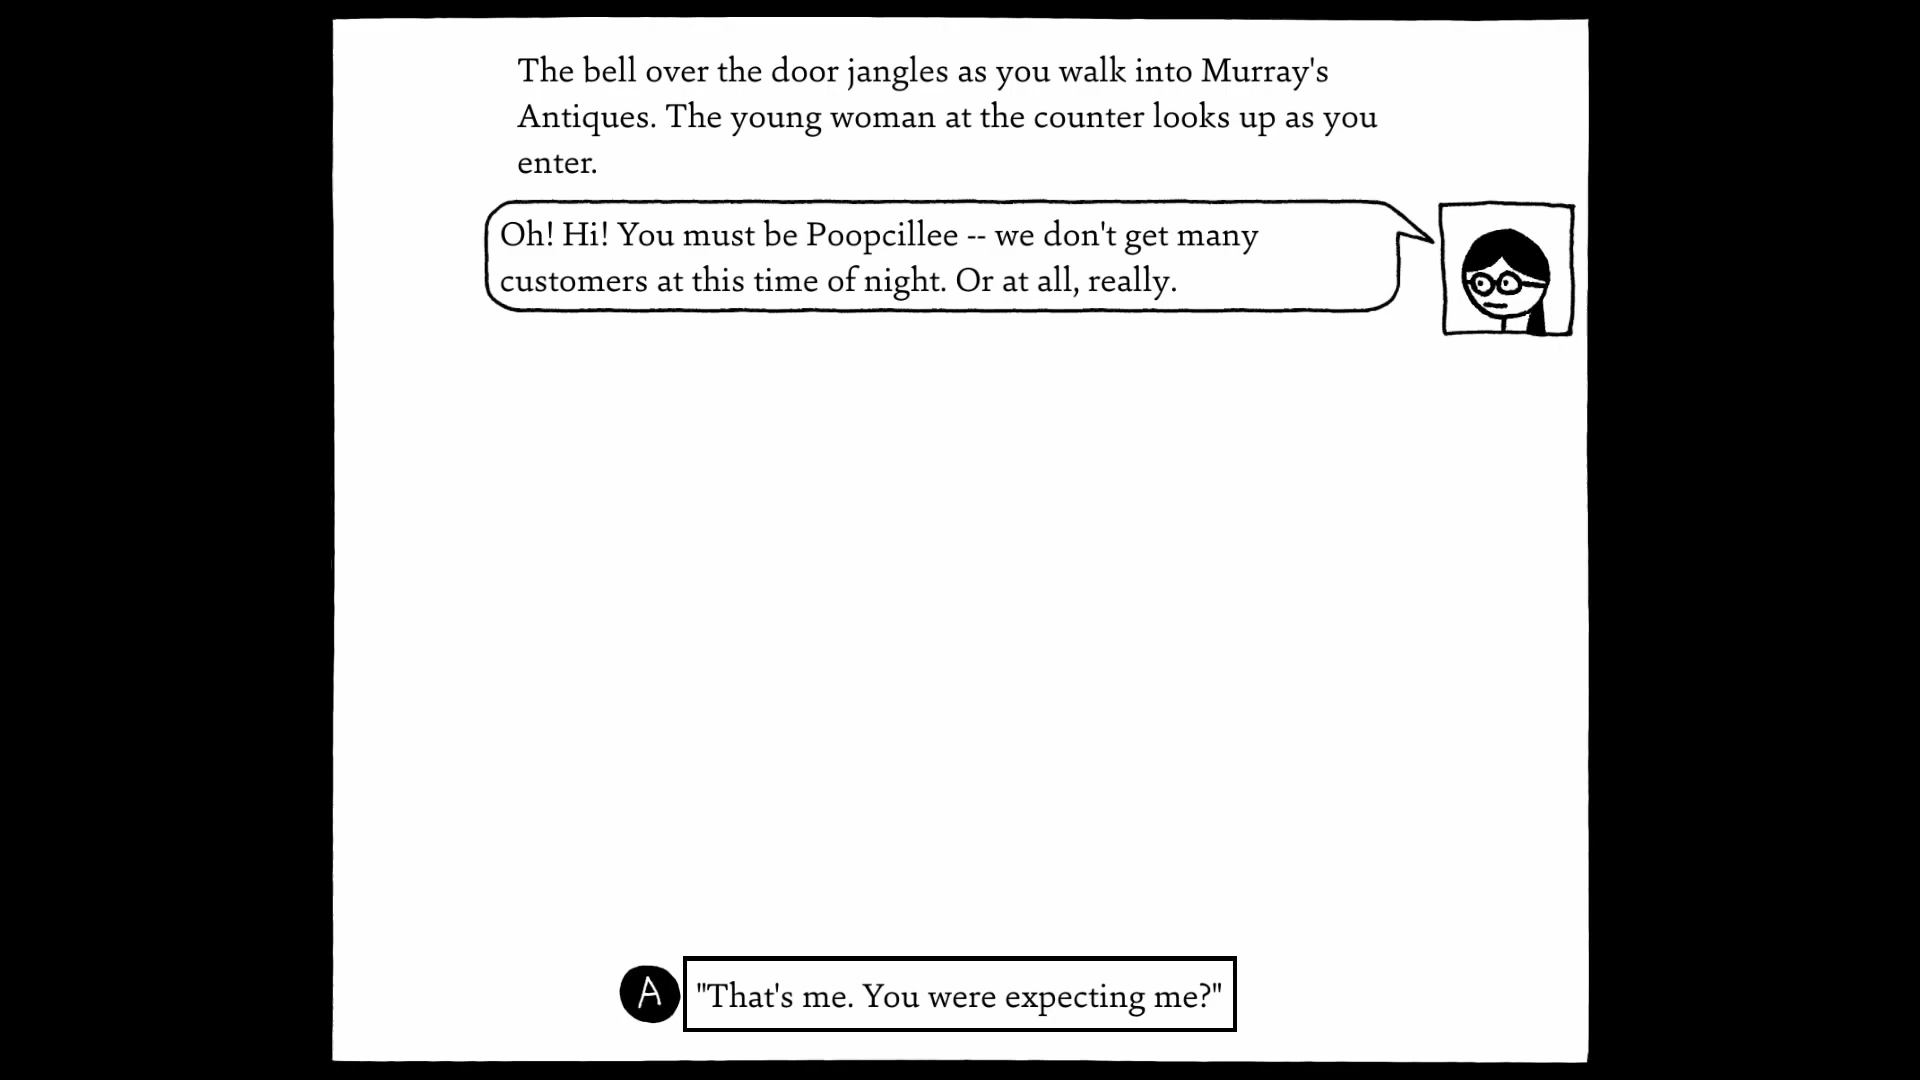 The bell over the door jangles as you walk into Murray's
Antiques. The young woman at the counter looks up as you
enter.
Oh! Hi! You must be Poopcillee -- we don't get many
customers at this time of night. Or at all, really.
A "That's me. You were expecting me?"